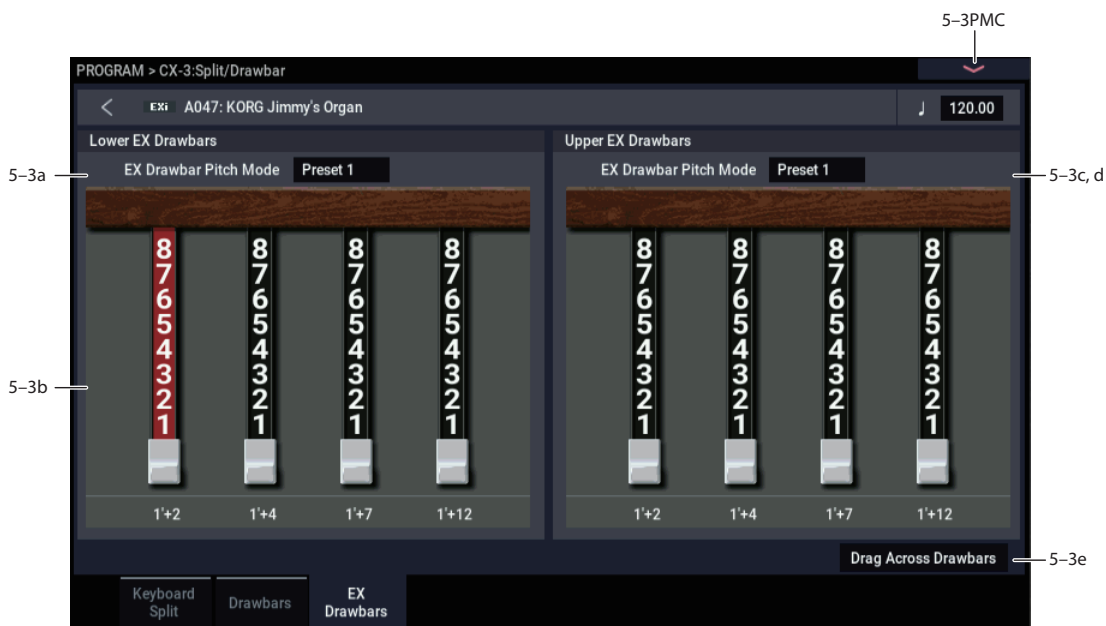 5–3PMC
PROGRAM > CX-3:Split/Drawbar
EXi A047: KORG Jimmy's Organ
♩ 120.00
Lower EX Drawbars
EX Drawbar Pitch Mode Preset 1
Upper EX Drawbars
EX Drawbar Pitch Mode Preset 1
5–3a
5–3c, d
8 8 8 8 8 8 8 8
7 7 7 7 7 7 7 7
6 6 6 6 6 6 6 6
5 5 5 5 5 5 5 5
4 4 4 4 4 4 4 4
3 3 3 3 3 3 3 3
5–3b
2 2 2 2 2 2 2 2
1 1 1 1 1 1 1 1
1'+2 1'+4 1'+7 1'+12
1'+2 1'+4 1'+7 1'+12
Drag Across Drawbars
5–3e
Keyboard
Split
Drawbars
EX
Drawbars